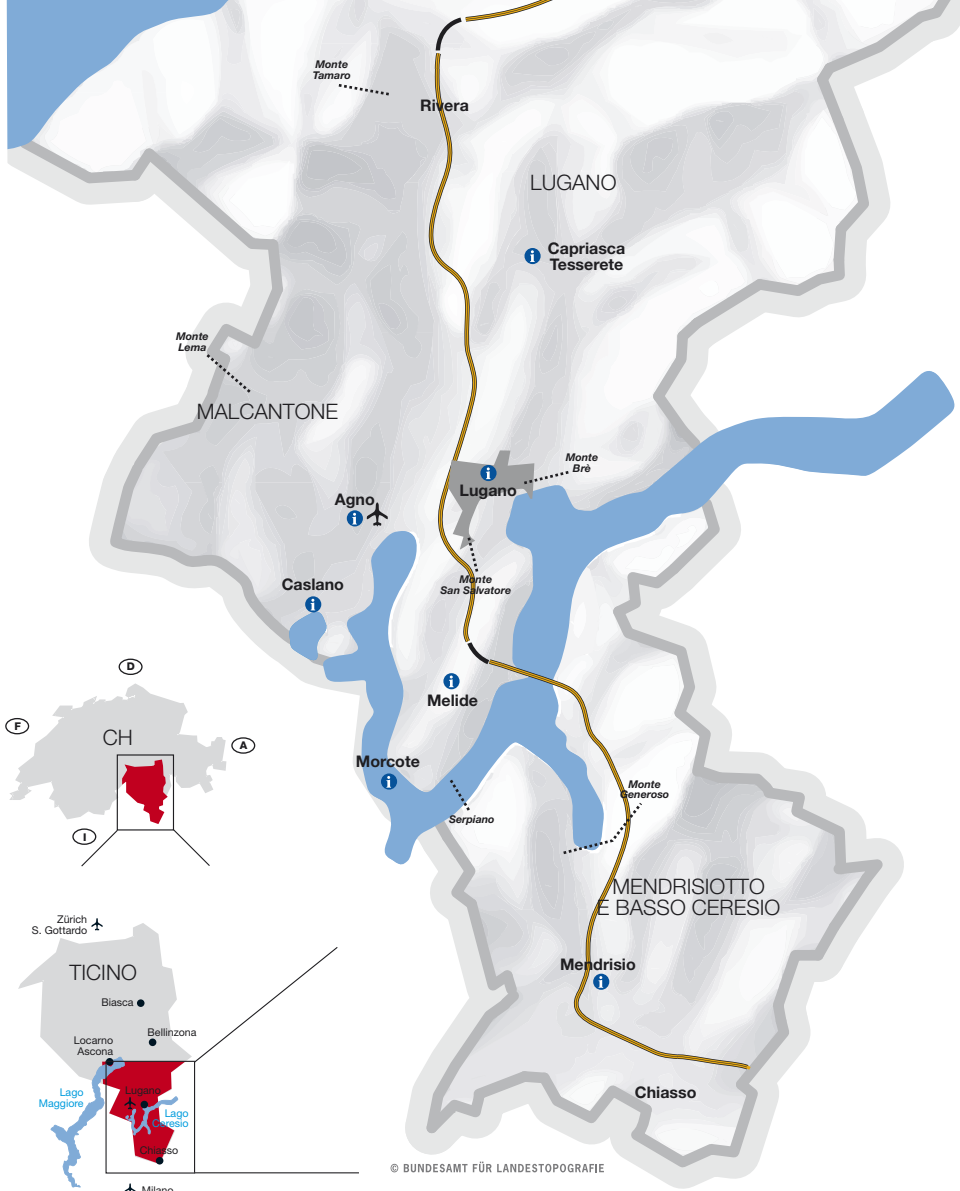 Monte
Tamaro
Rivera
LUGANO
i
Capriasca
Tesserete
Monte
Lema
MALCANTONE
Monte
Brè
i
Lugano
Agno
i
Monte
San Salvatore
Caslano
i
i
Melide
Morcote
i
Serpiano
Monte
Generoso
MENDRISIOTTO
E BASSO CERESIO
Mendrisio
i
Chiasso
D
F
CH
A
I
Zürich
S. Gottardo
TICINO
Biasca
Bellinzona
Locarno
Ascona
Lago
Maggiore
Lugano
Lago
Ceresio
Chiasso
Milano
© BUNDESAMT FÜR LANDESTOPOGRAFIE